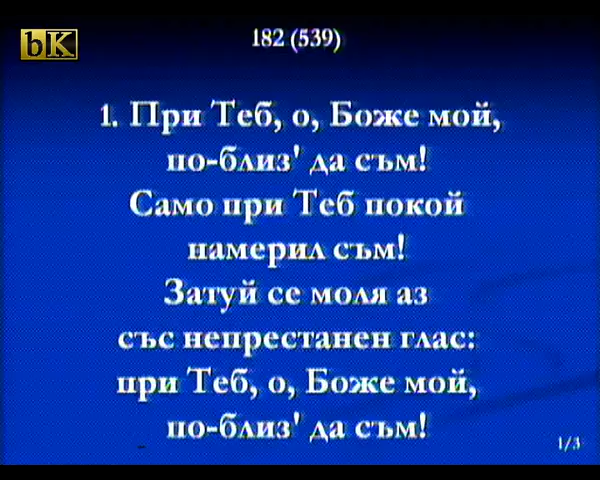 bK
182 (539)
1. При Теб, о, Боже мой,
по-близ' да съм!
Само при Теб покой
намерил съм!
Затуй се моля аз
със непрестанен глас:
при Теб, о, Боже мой,
по-близ' да съм!
1/3